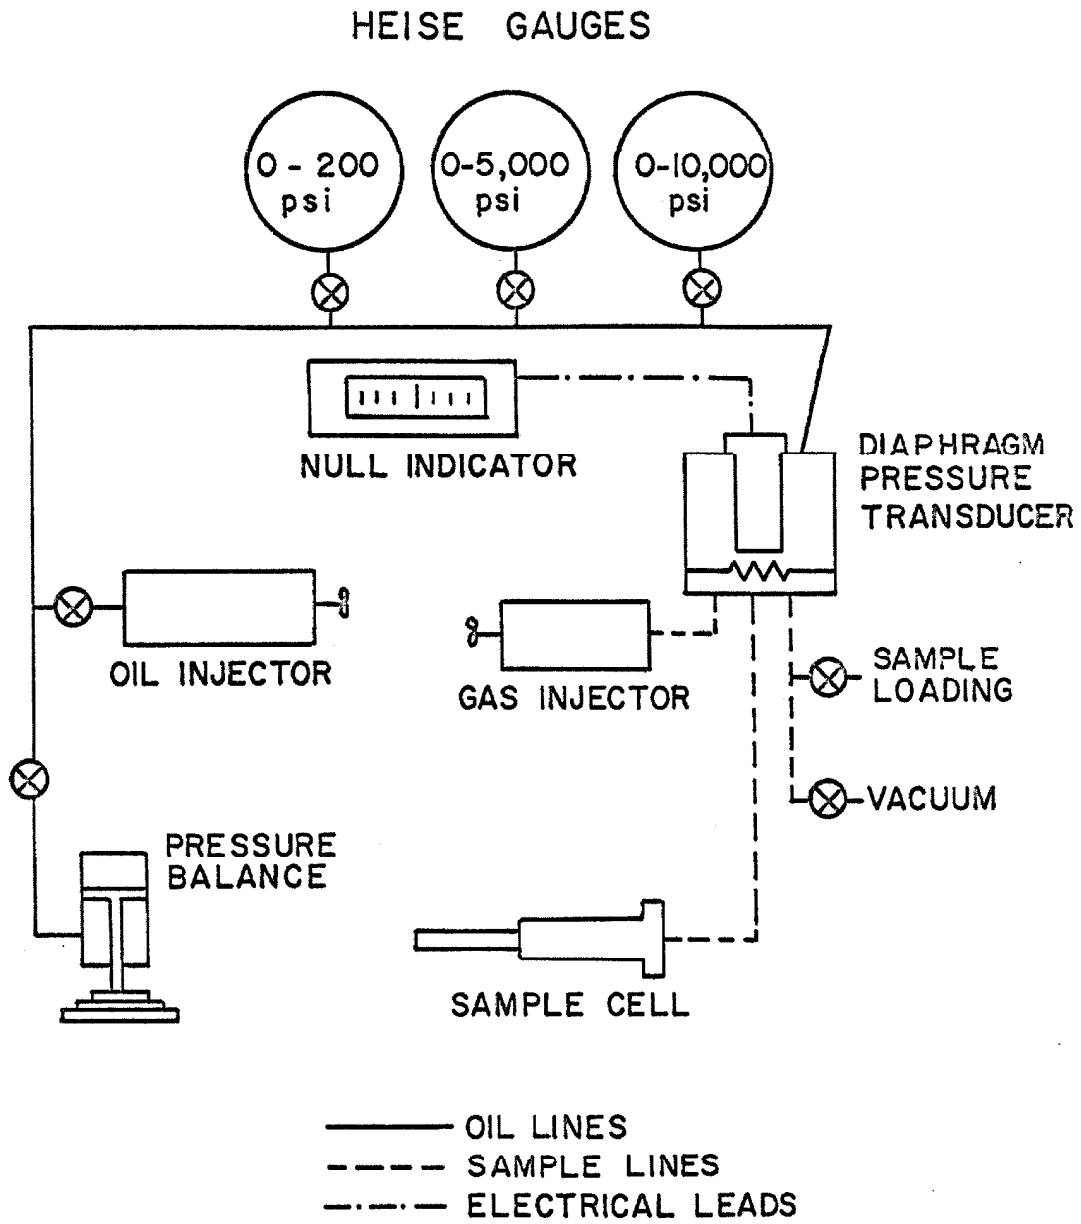 HEISE GAUGES
0 - 200
psi
0-5,000
psi
0-10,000
psi
NULL INDICATOR
DIAPHRAGM
PRESSURE
TRANSDUCER
OIL INJECTOR
GAS INJECTOR
SAMPLE
LOADING
VACUUM
PRESSURE
BALANCE
SAMPLE CELL
OIL LINES
SAMPLE LINES
ELECTRICAL LEADS